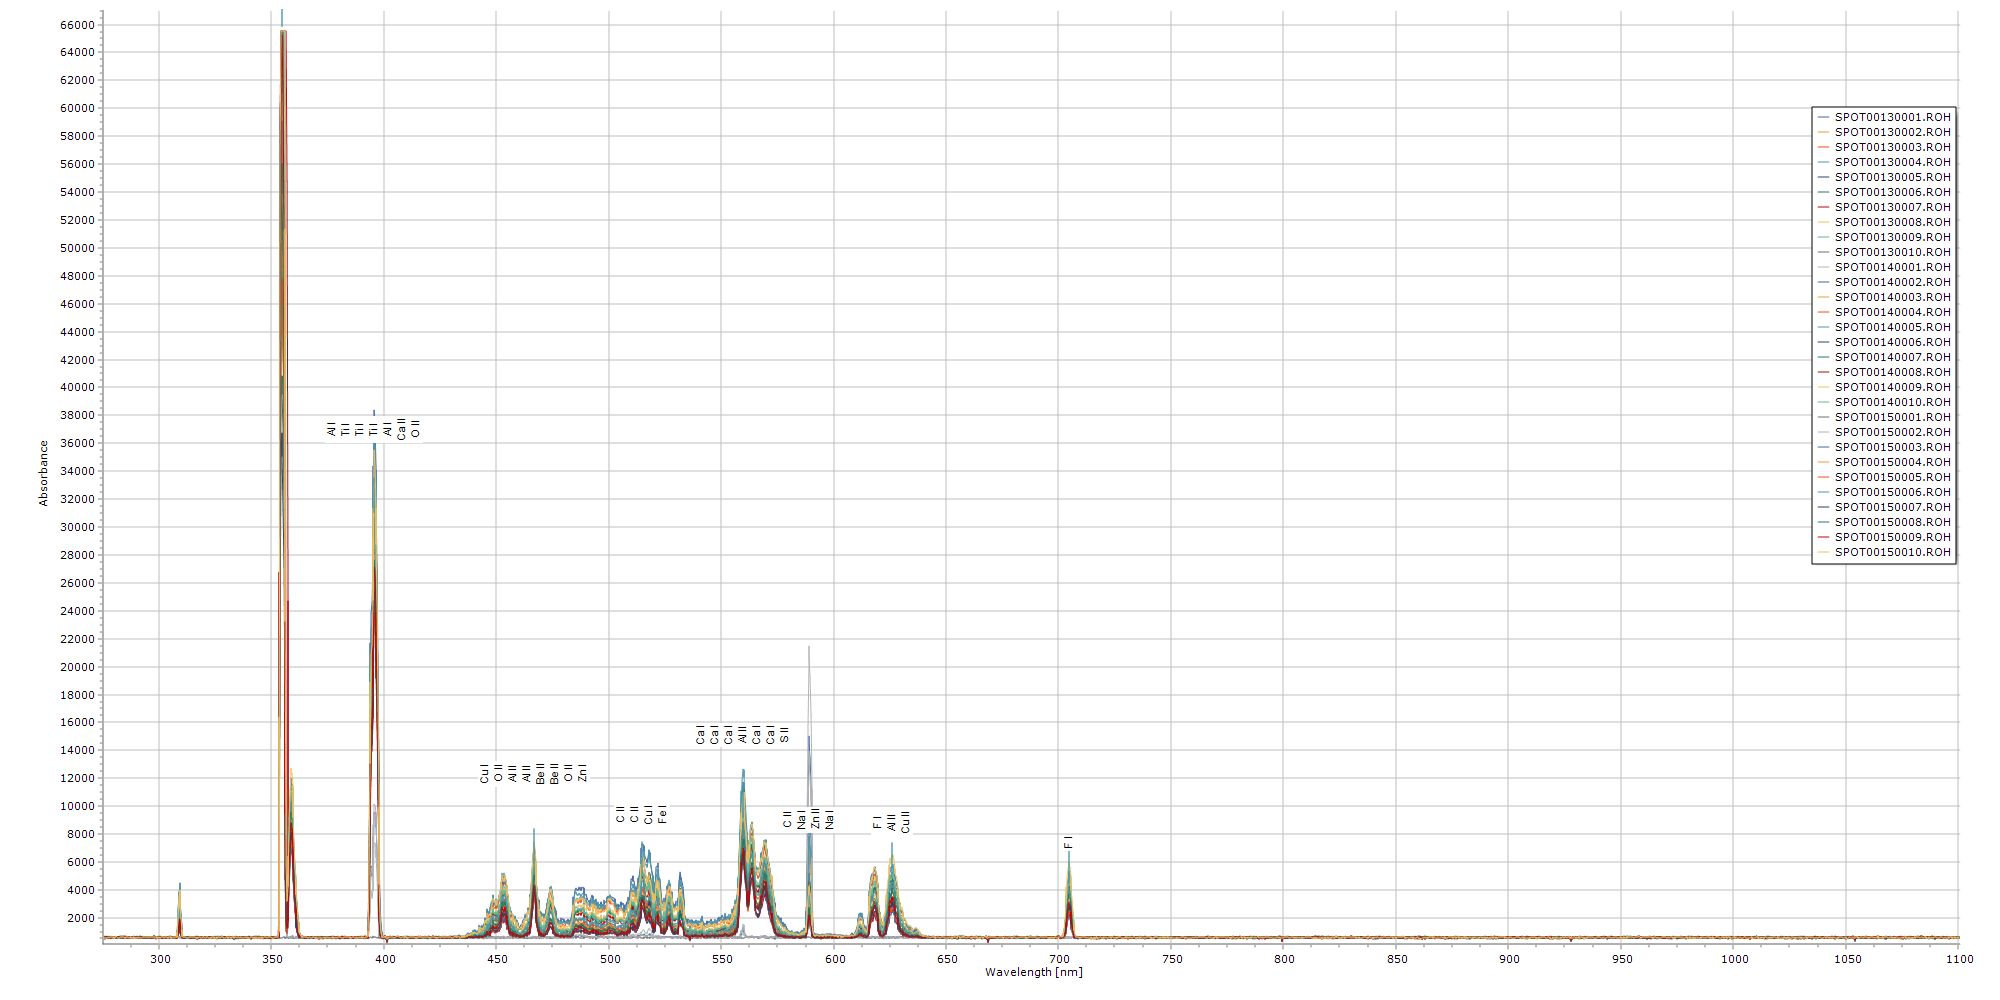 66000
64000
62000
60000
58000
56000
54000
52000
50000
48000
46000
44000
42000
40000
38000
36000
34000
32000
30000
28000
26000
24000
22000
20000
18000
16000
14000
12000
10000
8000
6000
4000
2000
Absorbance
Al I
Ti I
Ti I
Ti I
Al I
Ca II
O II
Cu I
O II
Al II
Al II
Be II
Be II
O II
Zn I
C II
C II
Cu I
Fe I
Ca I
Ca I
Ca I
Al II
Ca I
Ca I
S II
C II
Na I
Zn II
Na I
F I
Al II
Cu II
F I
SPOT00130001.ROH
SPOT00130002.ROH
SPOT00130003.ROH
SPOT00130004.ROH
SPOT00130005.ROH
SPOT00130006.ROH
SPOT00130007.ROH
SPOT00130008.ROH
SPOT00130009.ROH
SPOT00130010.ROH
SPOT00140001.ROH
SPOT00140002.ROH
SPOT00140003.ROH
SPOT00140004.ROH
SPOT00140005.ROH
SPOT00140006.ROH
SPOT00140007.ROH
SPOT00140008.ROH
SPOT00140009.ROH
SPOT00140010.ROH
SPOT00150001.ROH
SPOT00150002.ROH
SPOT00150003.ROH
SPOT00150004.ROH
SPOT00150005.ROH
SPOT00150006.ROH
SPOT00150007.ROH
SPOT00150008.ROH
SPOT00150009.ROH
SPOT00150010.ROH
300 350 400 450 500 550 600 650 700 750 800 850 900 950 1000 1050 1100
Wavelength [nm]